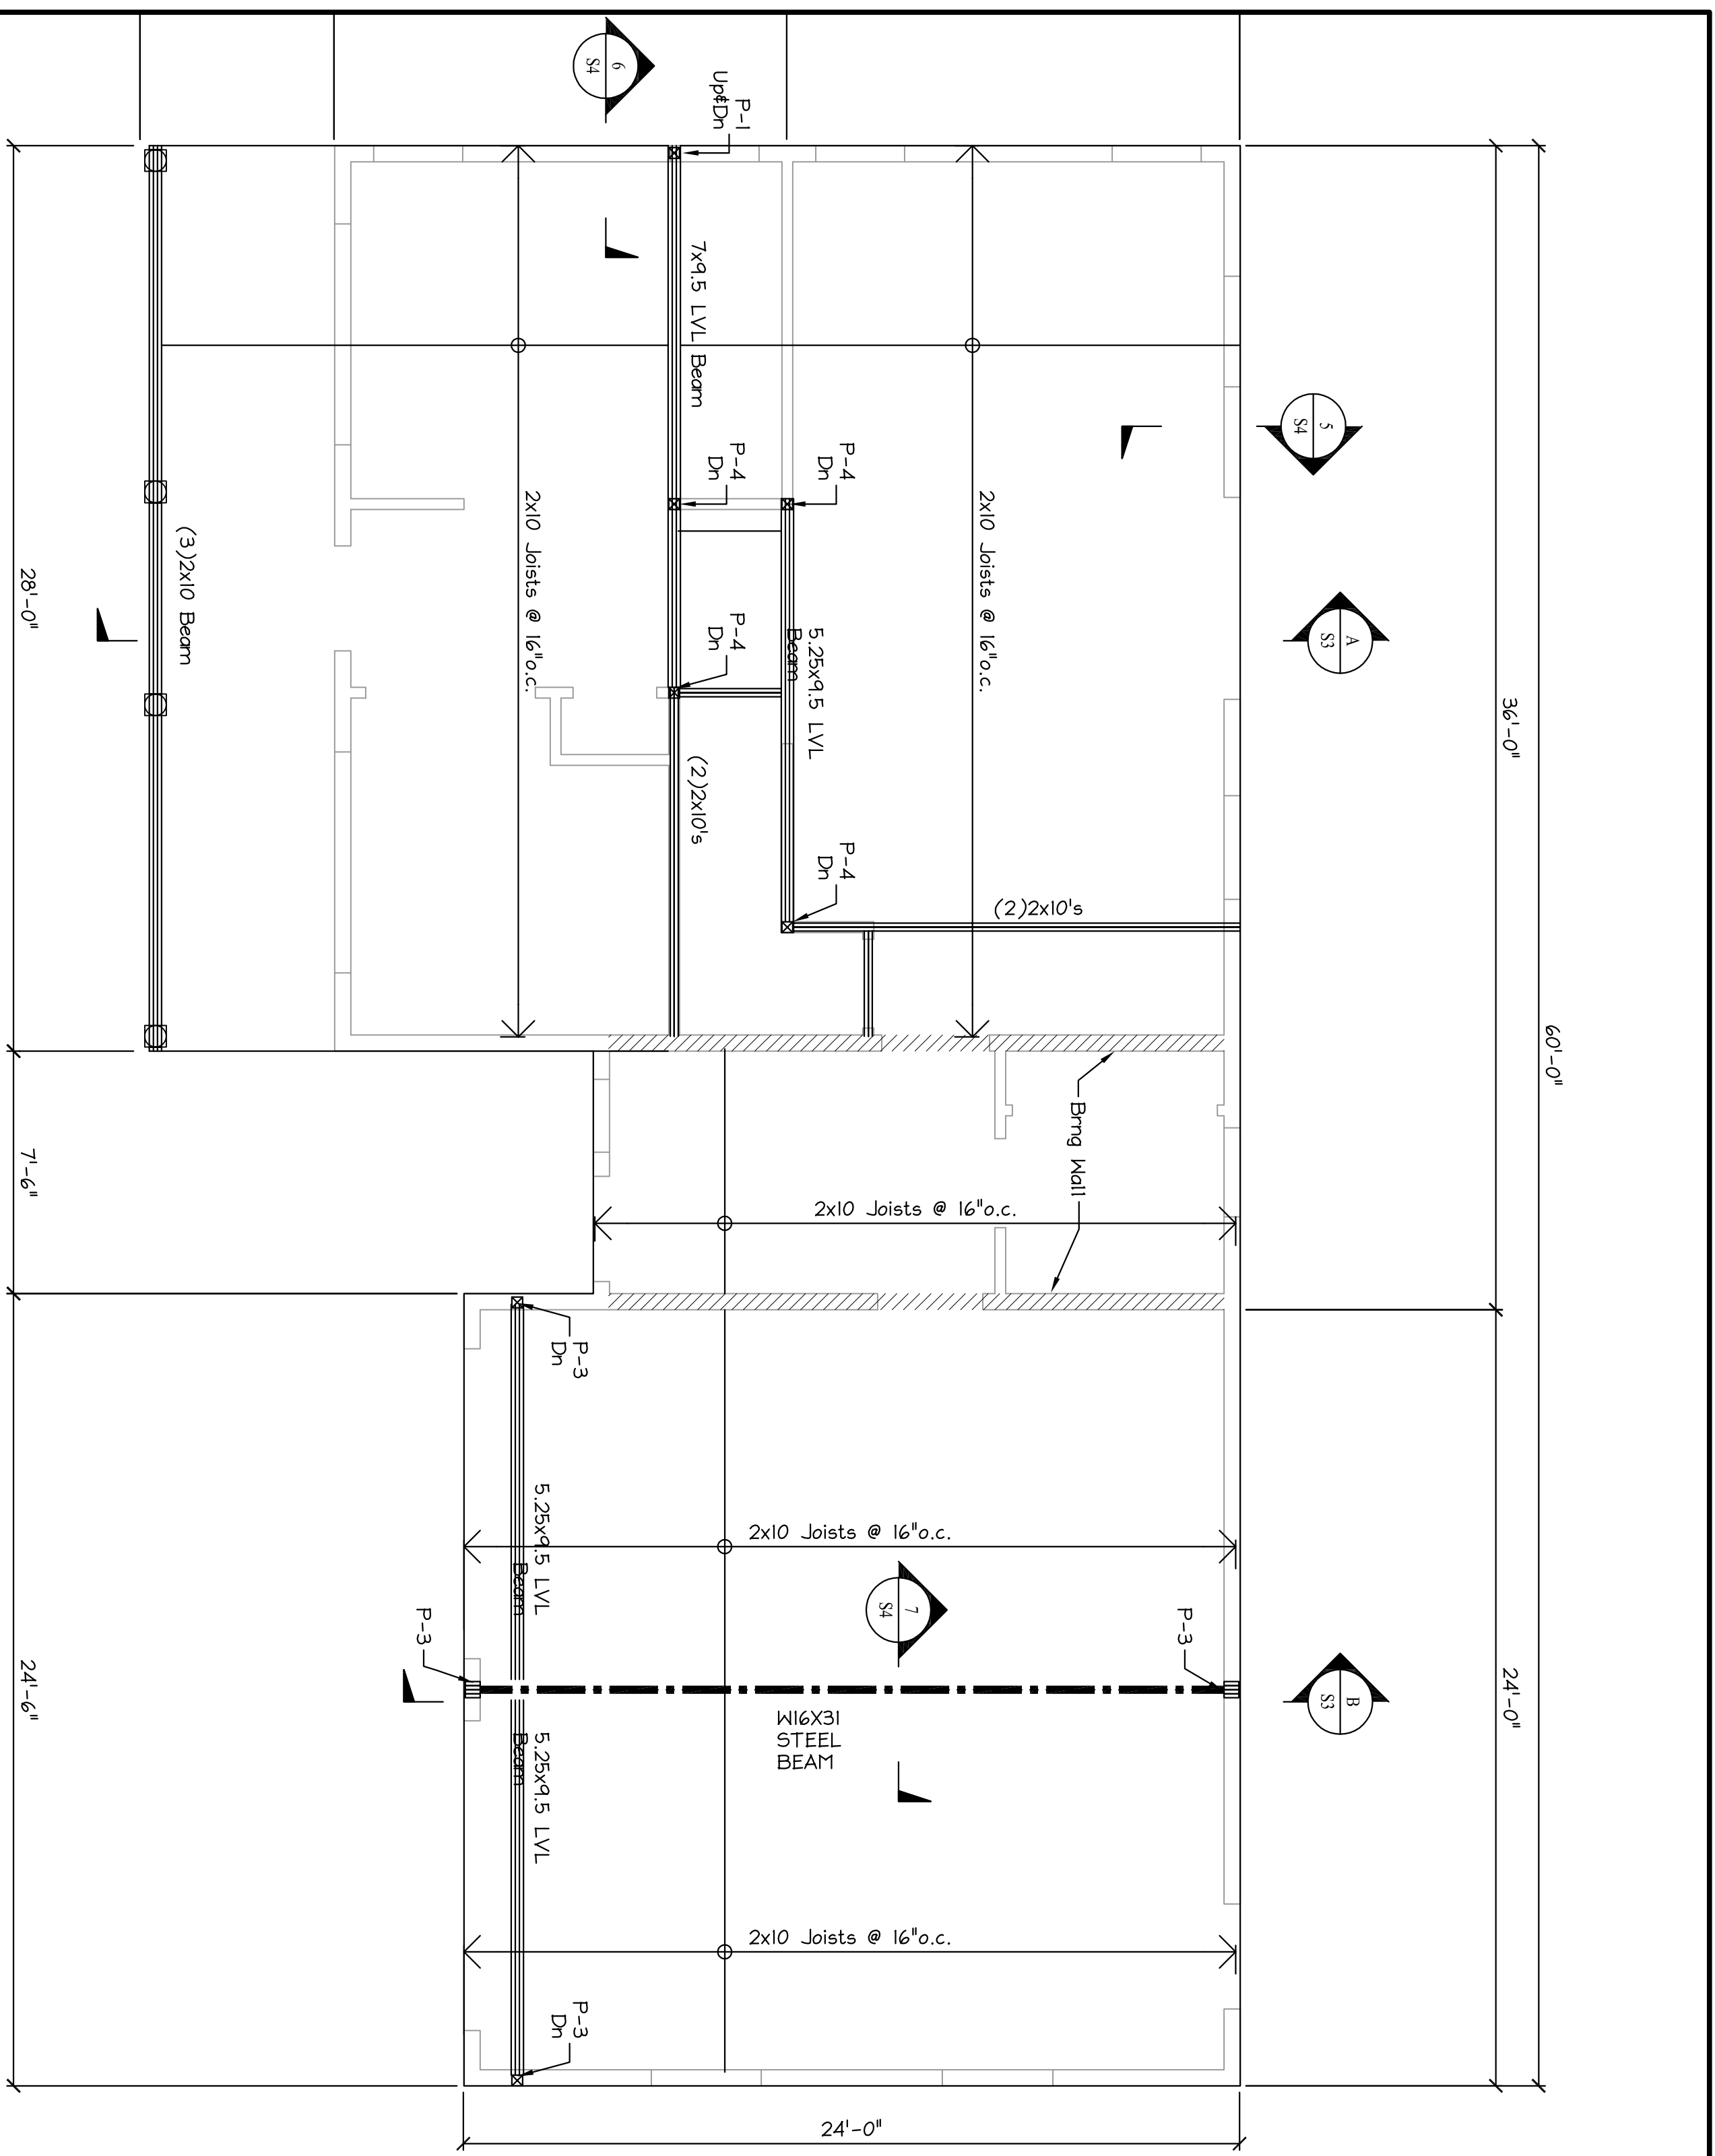 6
S4
P-1
Up&Dn
7x9.5 LVL Beam
5
S4
A
S3
P-4
Dn
P-4
Dn
2x10 Joists @ 16"o.c.
2x10 Joists @ 16"o.c.
(3)2x10 Beam
28'-0"
P-4
Dn
5.25x9.5 LVL
Beam
36'-0"
(2)2x10's
P-4
Dn
(2)2x10's
60'-0"
Brng Wall
7'-6"
2x10 Joists @ 16"o.c.
P-3
Dn
5.25x9.5 LVL
Beam
2x10 Joists @ 16"o.c.
7
S4
P-3
P-3
B
S3
24'-6"
24'-0"
W16X31
STEEL
BEAM
5.25x9.5 LVL
Beam
2x10 Joists @ 16"o.c.
P-3
Dn
24'-0"